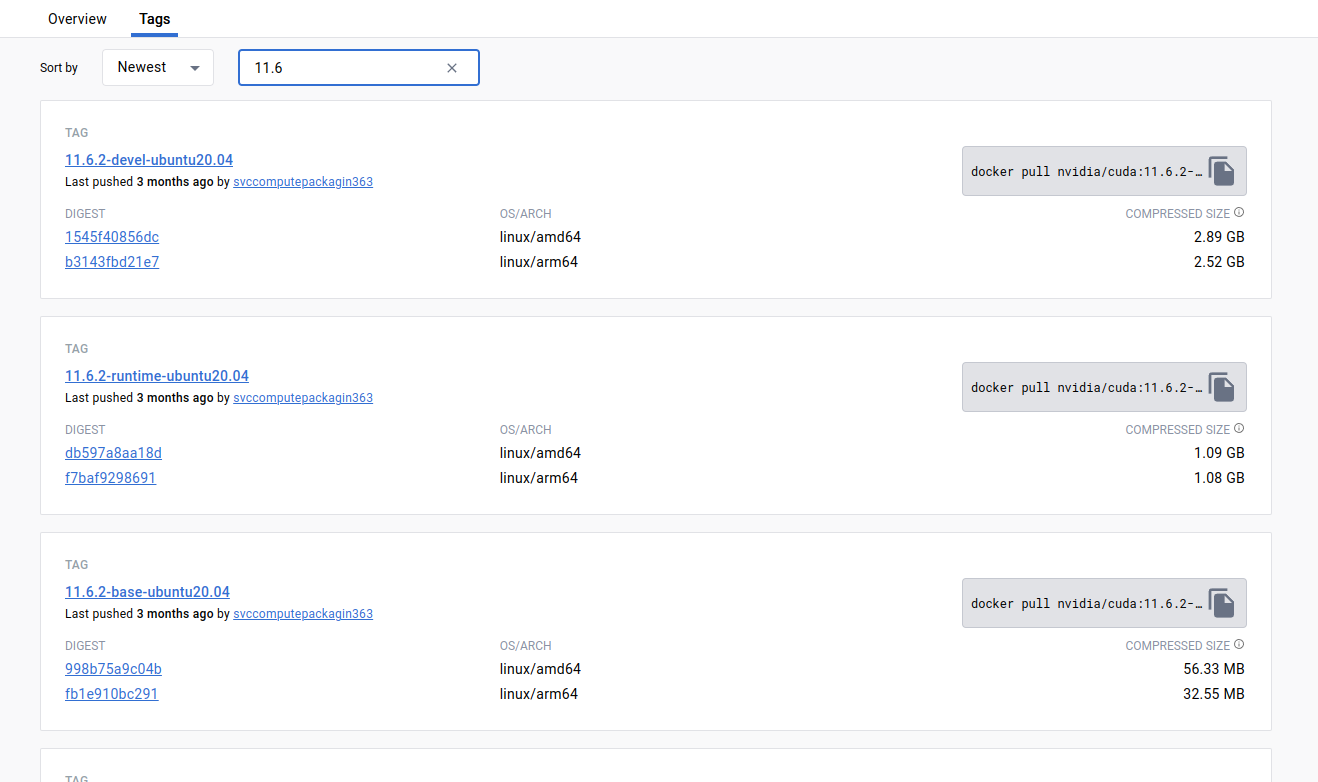 Overview Tags
Sort by Newest 11.6
TAG
11.6.2-devel-ubuntu20.04
Last pushed 3 months ago by svccomputepackagin363
docker pull nvidia/cuda:11.6.2-…
DIGEST OS/ARCH COMPRESSED SIZE
1545f40856dc linux/amd64 2.89 GB
b3143fbd21e7 linux/arm64 2.52 GB
TAG
11.6.2-runtime-ubuntu20.04
Last pushed 3 months ago by svccomputepackagin363
docker pull nvidia/cuda:11.6.2-…
DIGEST OS/ARCH COMPRESSED SIZE
db597a8aa18d linux/amd64 1.09 GB
f7baf9298691 linux/arm64 1.08 GB
TAG
11.6.2-base-ubuntu20.04
Last pushed 3 months ago by svccomputepackagin363
docker pull nvidia/cuda:11.6.2-…
DIGEST OS/ARCH COMPRESSED SIZE
998b75a9c04b linux/amd64 56.33 MB
fb1e910bc291 linux/arm64 32.55 MB
TAG